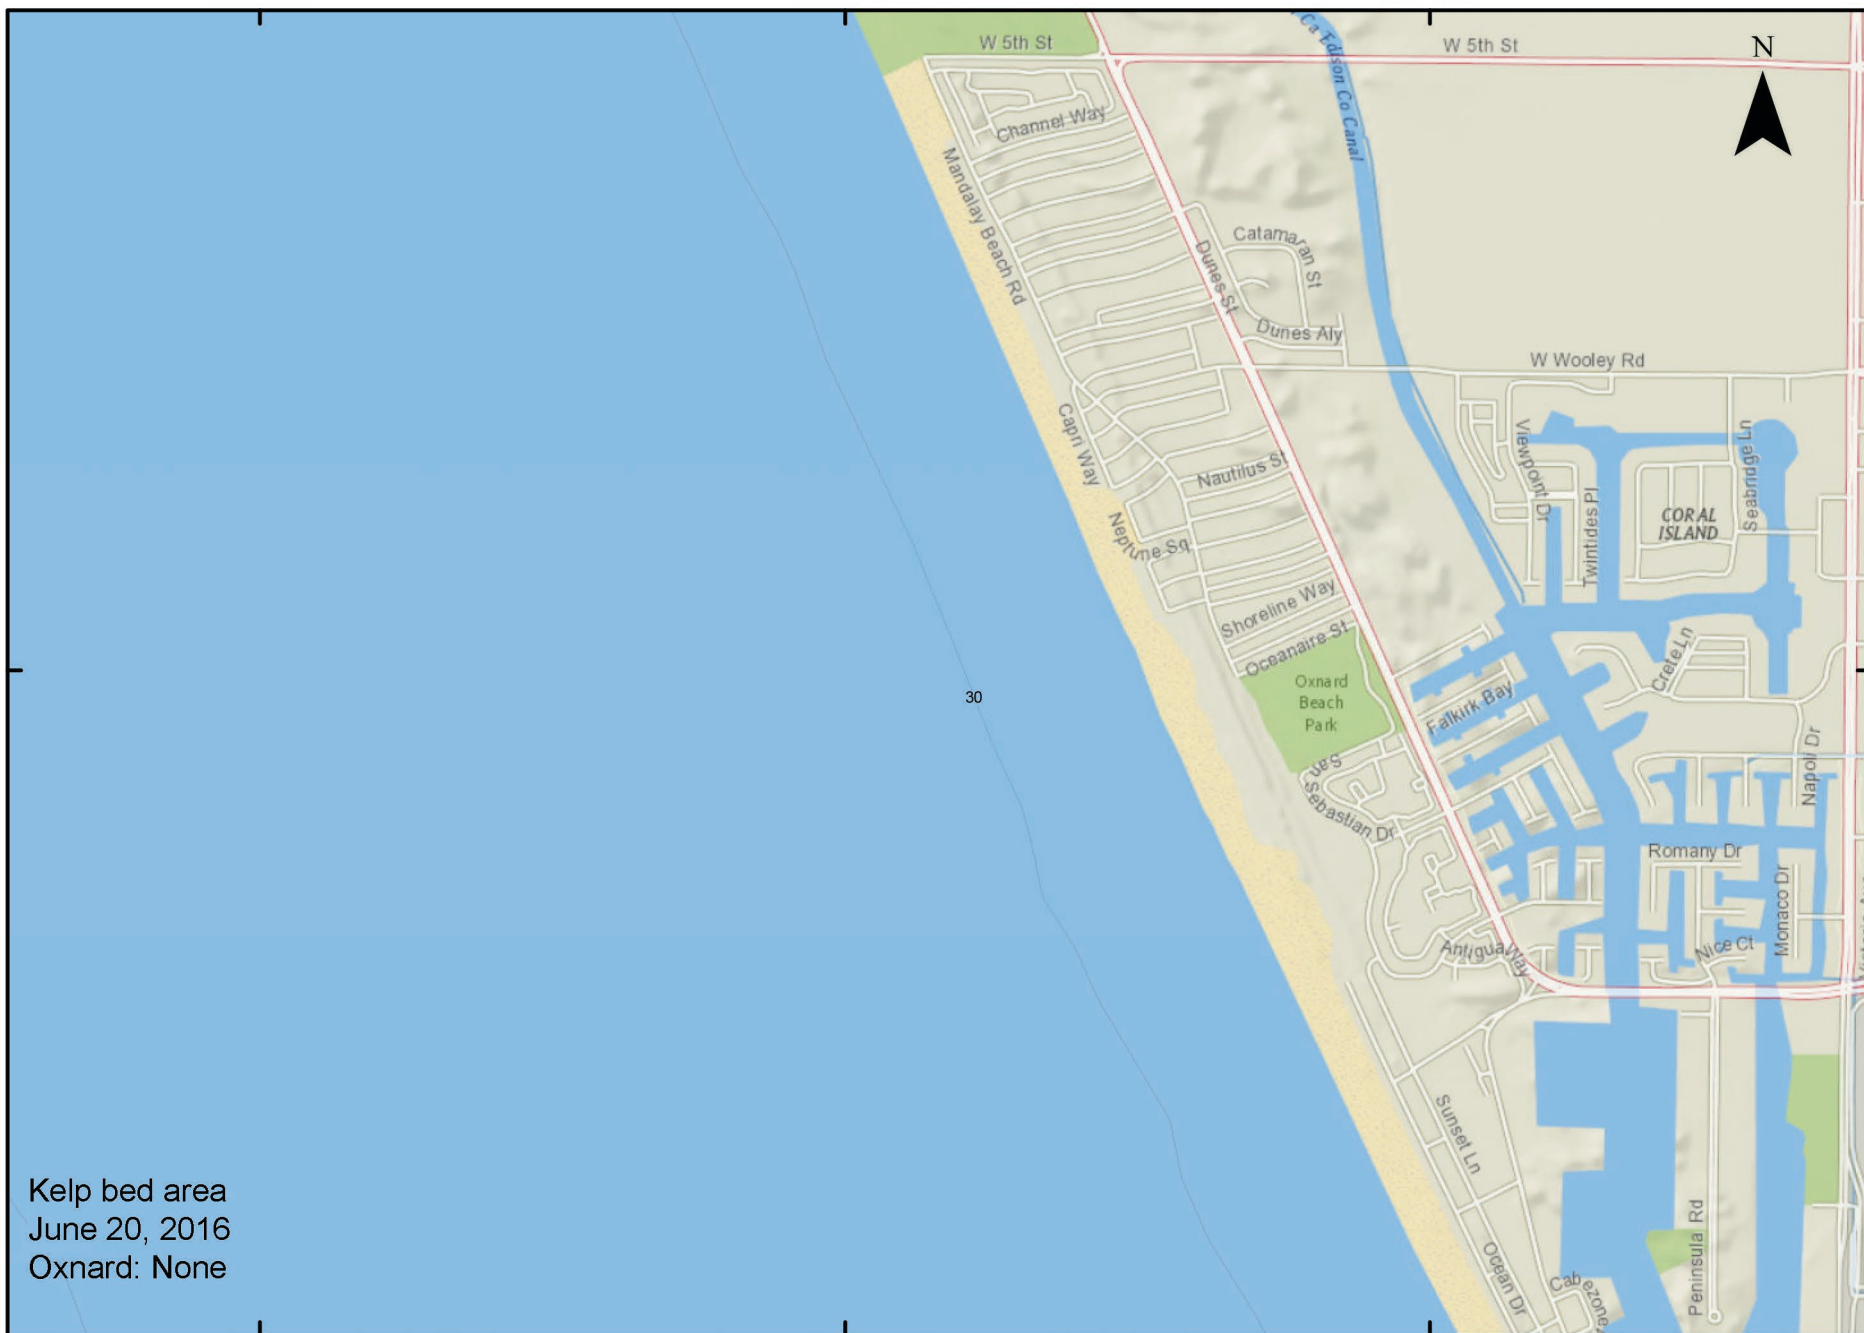 W 5th St
W 5th St
N
Ca Edison Co Canal
Channel Way
Mandalay Beach Rd
Catamaran St
Dunes St
Dunes Aly
W Wooley Rd
Capri Way
Viewpoint Dr
Seabridge Ln
Nautilus St
Twintides Pl
CORAL
ISLAND
Neptune Sq
Shoreline Way
Oceanaire St
Crete Ln
Oxnard
Beach
Park
30
Falkirk Bay
Napoli Dr
San Sebastian Dr
Romany Dr
Monaco Dr
Antigua Way
Nice Ct
Sunset Ln
Kelp bed area
June 20, 2016
Oxnard: None
Peninsula Rd
Ocean Dr